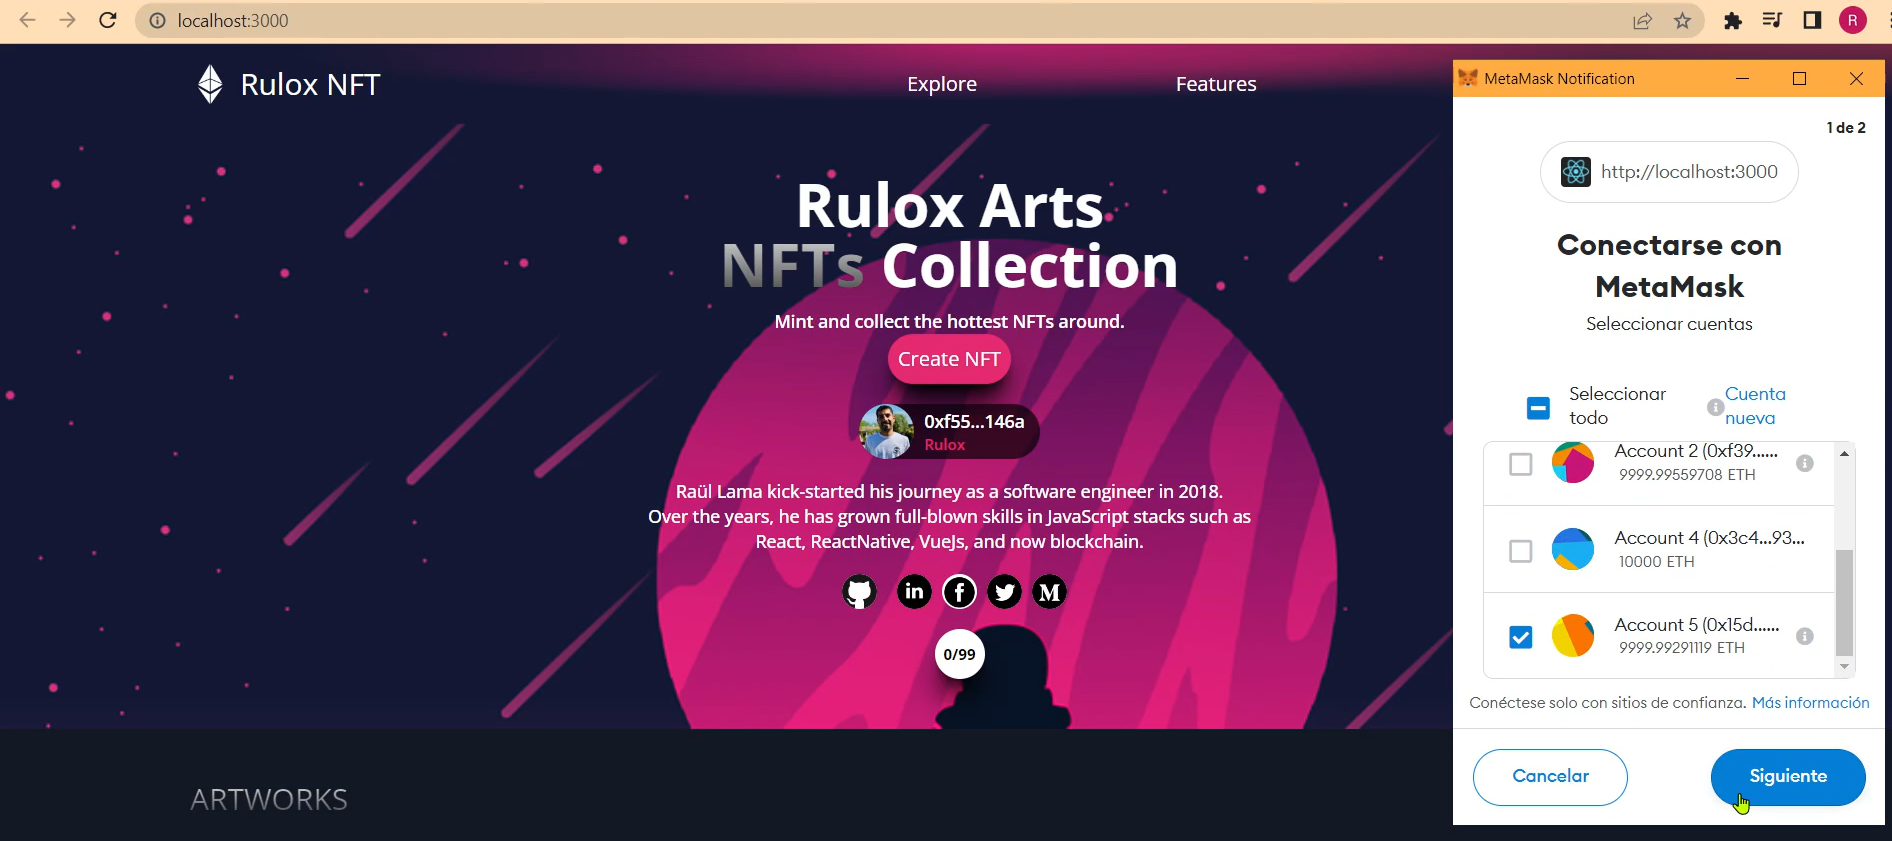 localhost:3000
R
Rulox NFT
Explore
Features
Rulox Arts
NFTs Collection
Mint and collect the hottest NFTs around.
Create NFT
0xf55...146a
Rulox
Raül Lama kick-started his journey as a software engineer in 2018.
Over the years, he has grown full-blown skills in JavaScript stacks such as
React, ReactNative, VueJs, and now blockchain.
in
f
M
0/99
ARTWORKS
MetaMask Notification
1 de 2
http://localhost:3000
Conectarse con
MetaMask
Seleccionar cuentas
Seleccionar
todo
Cuenta
nueva
Account 2 (0xf39......
9999.99559708 ETH
Account 4 (0x3c4...93...
10000 ETH
Account 5 (0x15d......
9999.99291119 ETH
Conéctese solo con sitios de confianza. Más información
Cancelar
Siguiente